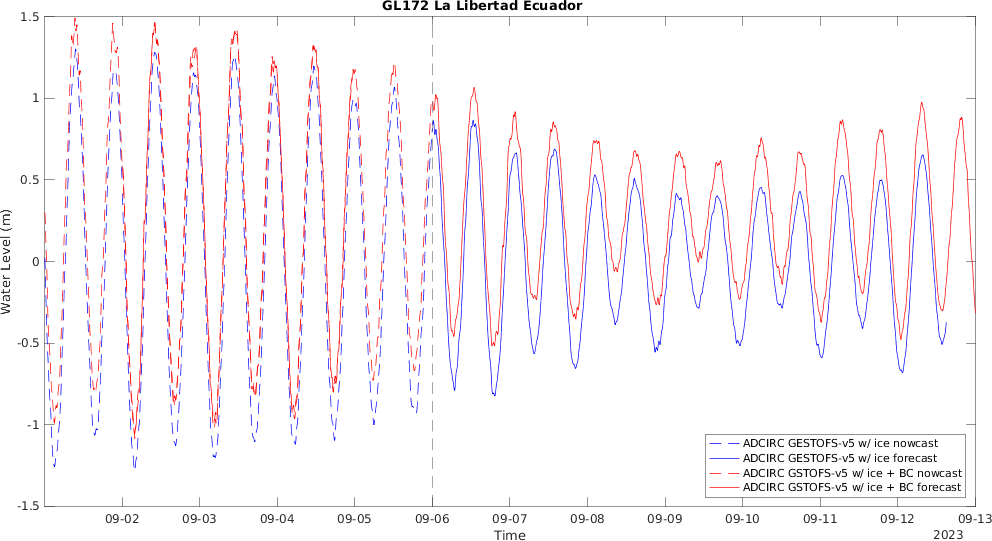 GL172 La Libertad Ecuador
1.5
1
0.5
0
-0.5
-1
-1.5
Water Level (m)
09-02
09-03
09-04
09-05
09-06
09-07
09-08
09-09
09-10
09-11
09-12
09-13
Time
2023
ADCIRC GESTOFS-v5 w/ ice nowcast
ADCIRC GESTOFS-v5 w/ ice forecast
ADCIRC GSTOFS-v5 w/ ice + BC nowcast
ADCIRC GSTOFS-v5 w/ ice + BC forecast